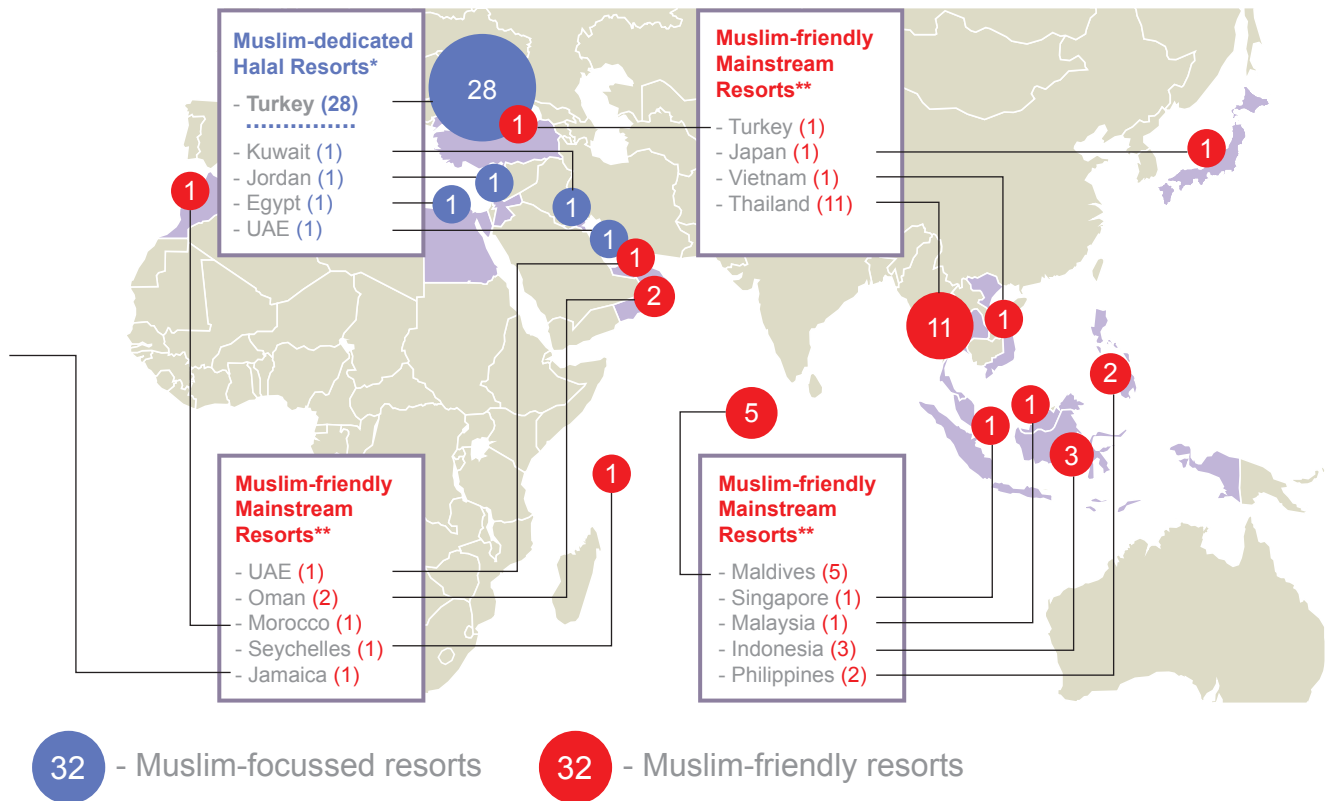 Muslim-dedicated
Halal Resorts*
- Turkey (28)
- Kuwait (1)
- Jordan (1)
- Egypt (1)
- UAE (1)
Muslim-friendly
Mainstream
Resorts**
- Turkey (1)
- Japan (1)
- Vietnam (1)
- Thailand (11)
28
1
1
1
1
1
1
1
1
2
11
1
2
5
1
1
3
1
Muslim-friendly
Mainstream
Resorts**
- UAE (1)
- Oman (2)
- Morocco (1)
- Seychelles (1)
- Jamaica (1)
Muslim-friendly
Mainstream
Resorts**
- Maldives (5)
- Singapore (1)
- Malaysia (1)
- Indonesia (3)
- Philippines (2)
32 - Muslim-focussed resorts
32 - Muslim-friendly resorts